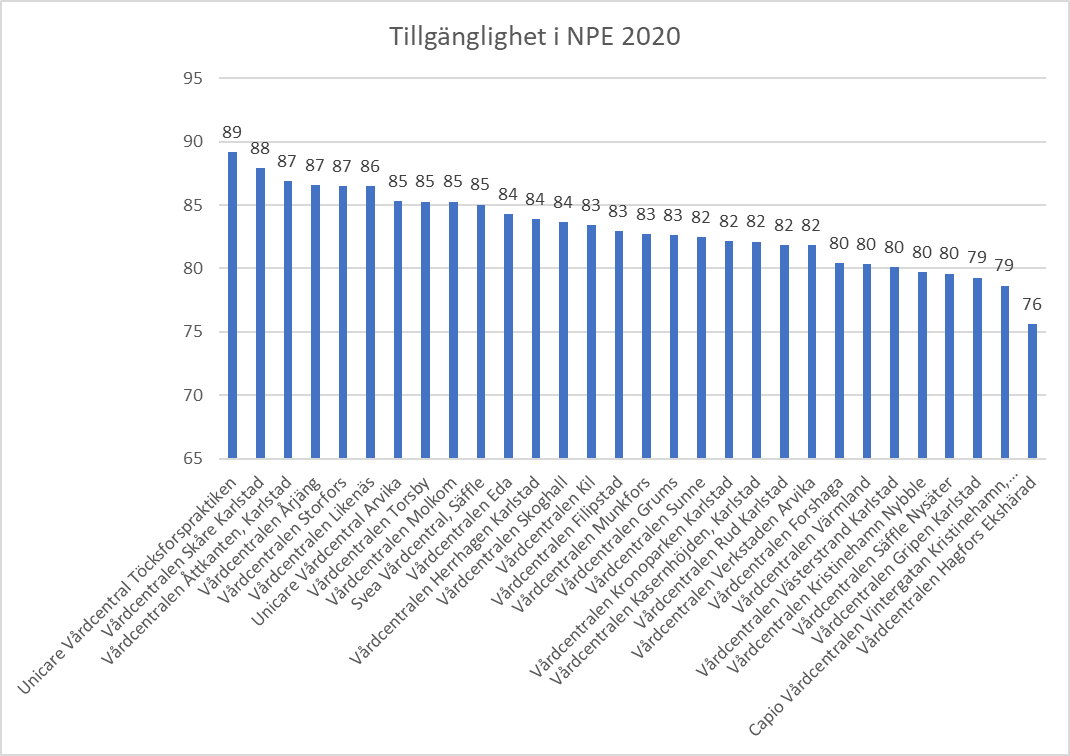 Tillgänglighet i NPE 2020
95
90
85
80
75
70
65
89
88
87
87
87
86
85
85
85
85
84
84
84
83
83
83
83
82
82
82
82
82
80
80
80
80
80
79
79
76
Unicare Vårdcentral Töcksforspraktiken
Vårdcentralen Skåre Karlstad
Vårdcentralen Åttkanten, Karlstad
Vårdcentralen Årjäng
Vårdcentralen Storfors
Vårdcentralen Likenäs
Unicare Vårdcentral Arvika
Vårdcentralen Torsby
Vårdcentralen Molkom
Svea Vårdcentral, Säffle
Vårdcentralen Eda
Vårdcentralen Herrhagen Karlstad
Vårdcentralen Skoghall
Vårdcentralen Kil
Vårdcentralen Filipstad
Vårdcentralen Munkfors
Vårdcentralen Grums
Vårdcentralen Sunne
Vårdcentralen Kronoparken Karlstad
Vårdcentralen Kasernhöjden, Karlstad
Vårdcentralen Rud Karlstad
Vårdcentralen Verkstaden Arvika
Vårdcentralen Forshaga
Vårdcentralen Värmland
Vårdcentralen Västerstrand Karlstad
Vårdcentralen Kristinehamn Nybble
Vårdcentralen Säffle Nysäter
Vårdcentralen Gripen Karlstad
Capio Vårdcentralen Vintergatan Kristinehamn,…
Vårdcentralen Hagfors Ekshärad